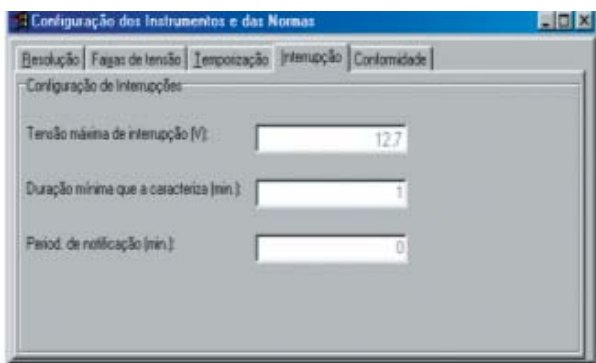 Configuração dos Instrumentos e das Normas
Resolução Faixas de tensão Temporização Interrupção Conformidade
Configuração de Interrupções
Tensão máxima de interrupção (V): 12.7
Duração mínima que a caracteriza (min.): 1
Period. de notificação (min.): 0